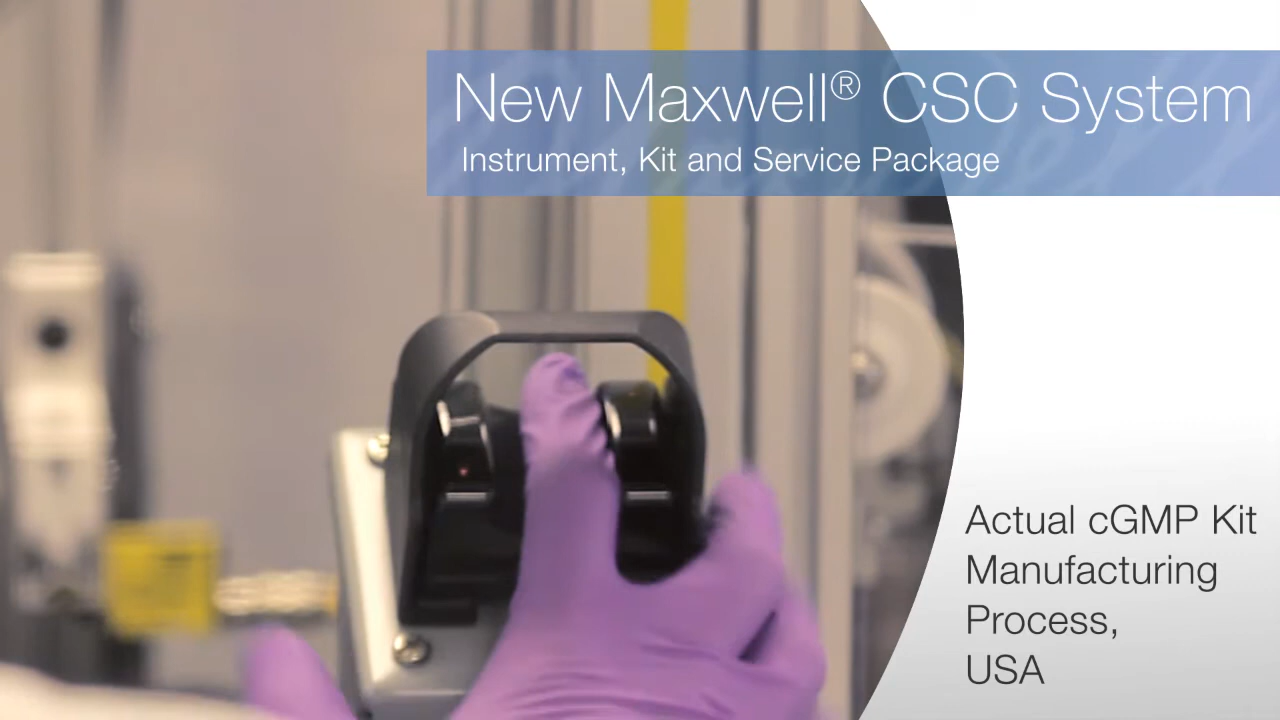 New Maxwell® CSC System
Instrument, Kit and Service Package
Actual cGMP Kit
Manufacturing
Process,
USA